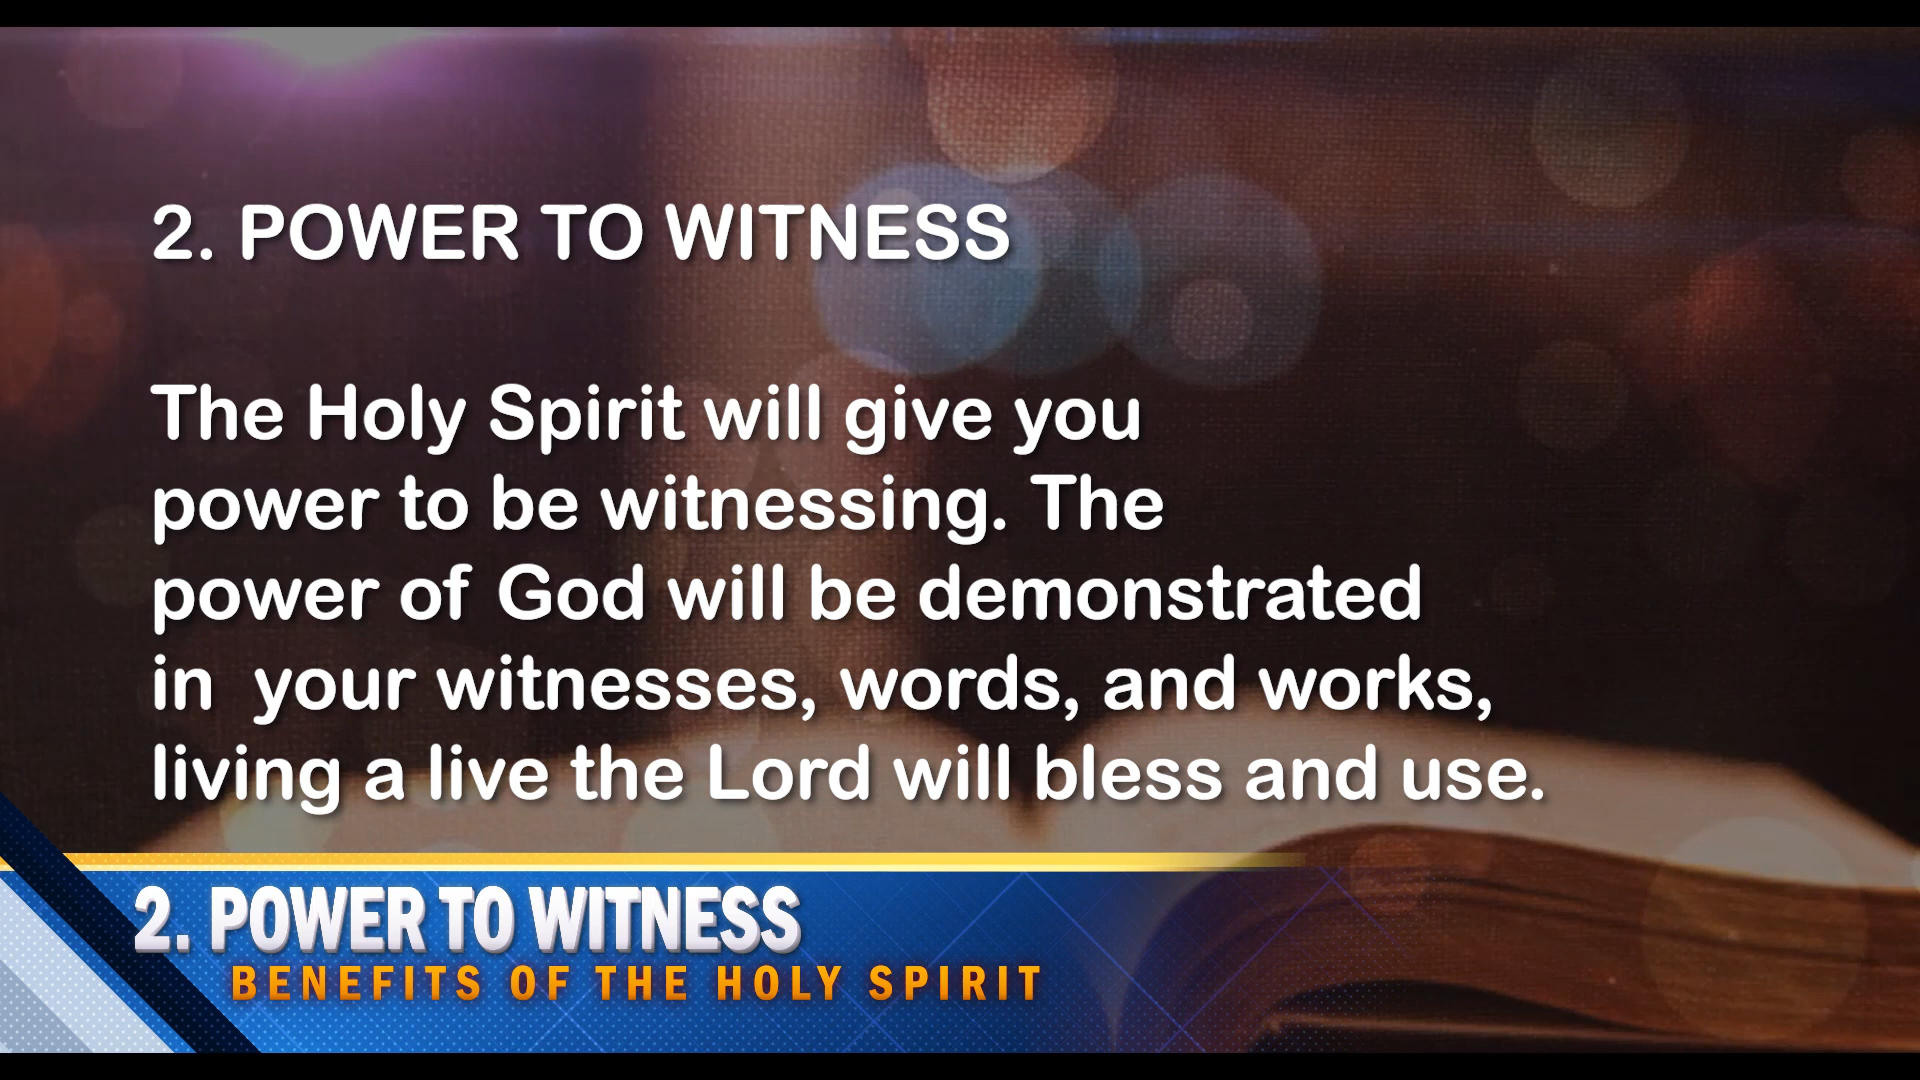 2. POWER TO WITNESS
The Holy Spirit will give you
power to be witnessing. The
power of God will be demonstrated
in  your witnesses, words, and works,
living a live the Lord will bless and use.
2. POWER TO WITNESS
BENEFITS OF THE HOLY SPIRIT